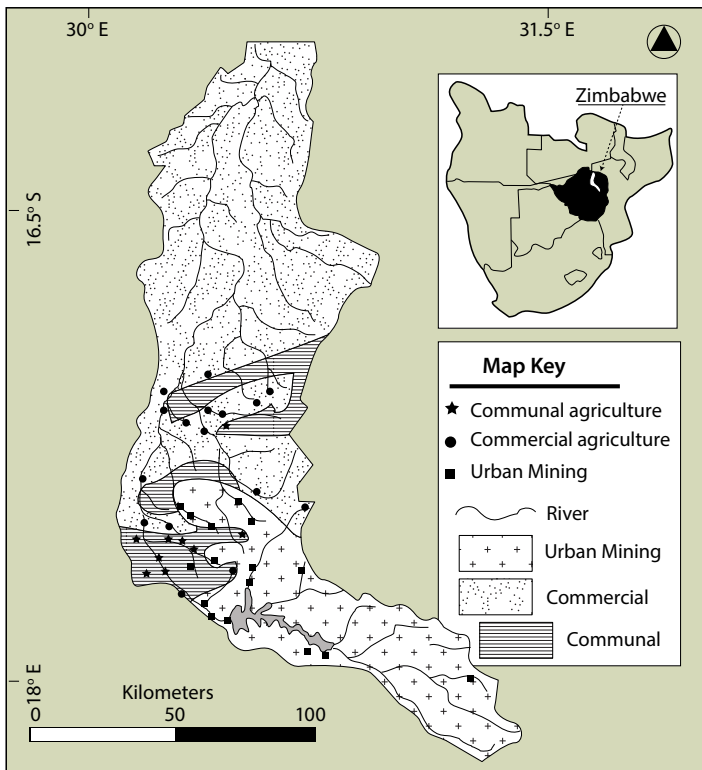 30° E
31.5° E
Zimbabwe
16.5° S
Map Key
Communal agriculture
Commercial agriculture
Urban Mining
River
Urban Mining
Commercial
Communal
18° E
Kilometers
0 50 100